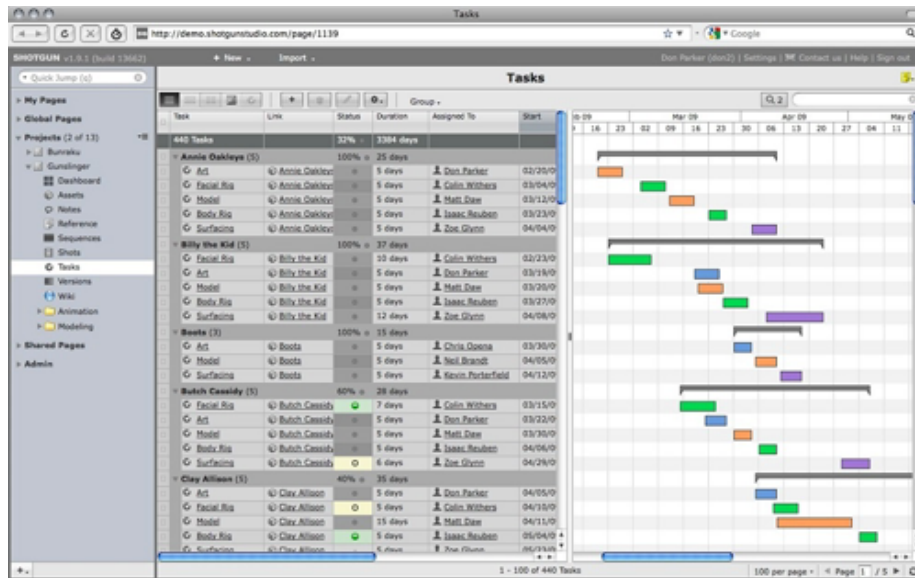 Tasks
http://demo.shotgunstudio.com/page/1139
Google
SHOTGUN v1.9.1 (build 13662)
+ New
Import
Don Parker (don2) | Settings | Contact us | Help | Sign out
Quick Jump (q)
Tasks
My Pages
Global Pages
Projects (2 of 13)
Bunraku
Gunslinger
Dashboard
Assets
Notes
Reference
Sequences
Shots
Tasks
Versions
Wiki
Animation
Modeling
Shared Pages
Admin
Group
2
Task Link Status Duration Assigned To Start
Mar 09 Apr 09 May 0
16 23 02 09 16 23 30 06 13 20 27 04 11
440 Tasks 32% 3384 days
Annie Oakleys (5) 100% 25 days
Art Annie Oakleys 5 days Don Parker 02/20/0
Facial Rig Annie Oakleys 5 days Colin Withers 03/04/0
Model Annie Oakleys 5 days Matt Daw 03/12/0
Body Rig Annie Oakleys 5 days Isaac Reuben 03/23/0
Surfacing Annie Oakleys 5 days Zoe Glynn 04/04/0
Billy the Kid (5) 100% 37 days
Facial Rig Billy the Kid 10 days Colin Withers 02/23/0
Art Billy the Kid 5 days Don Parker 03/19/0
Model Billy the Kid 5 days Matt Daw 03/20/0
Body Rig Billy the Kid 5 days Isaac Reuben 03/27/0
Surfacing Billy the Kid 12 days Zoe Glynn 04/08/0
Boots (3) 100% 15 days
Art Boots 5 days Chris Opena 03/30/0
Model Boots 5 days Neil Brandt 04/05/0
Surfacing Boots 5 days Kevin Porterfield 04/12/0
Butch Cassidy (5) 60% 28 days
Facial Rig Butch Cassidy 7 days Colin Withers 03/15/0
Art Butch Cassidy 5 days Don Parker 03/22/0
Model Butch Cassidy 5 days Matt Daw 03/30/0
Body Rig Butch Cassidy 5 days Isaac Reuben 04/06/0
Surfacing Butch Cassidy 6 days Zoe Glynn 04/29/0
Clay Allison (5) 40% 35 days
Art Clay Allison 5 days Don Parker 04/05/0
Facial Rig Clay Allison 5 days Colin Withers 04/10/0
Model Clay Allison 15 days Matt Daw 04/11/0
Body Rig Clay Allison 5 days Isaac Reuben 05/04/0
Surfacing Clay Allison 5 days Zoe Glynn
1 - 100 of 440 Tasks
100 per page
Page 1 / 5